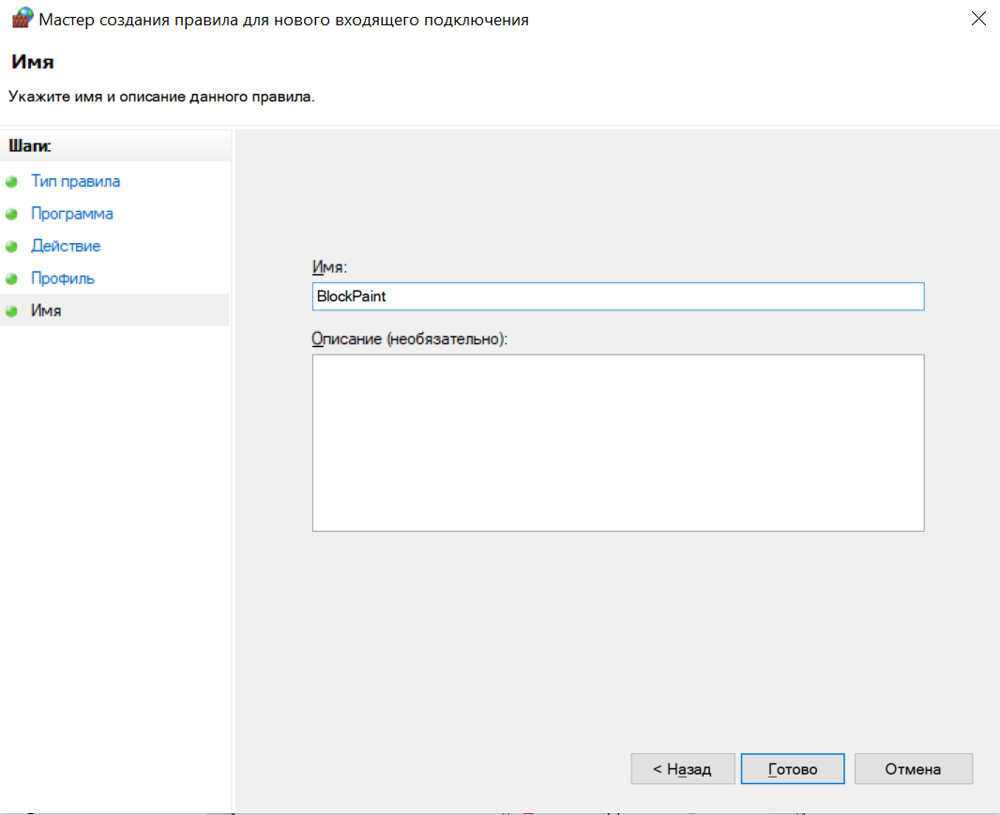 Мастер создания правила для нового входящего подключения
Имя
Укажите имя и описание данного правила.
Шаги:
Тип правила
Программа
Действие
Профиль
Имя
Имя:
BlockPaint
Описание (необязательно):
< Назад
Готово
Отмена